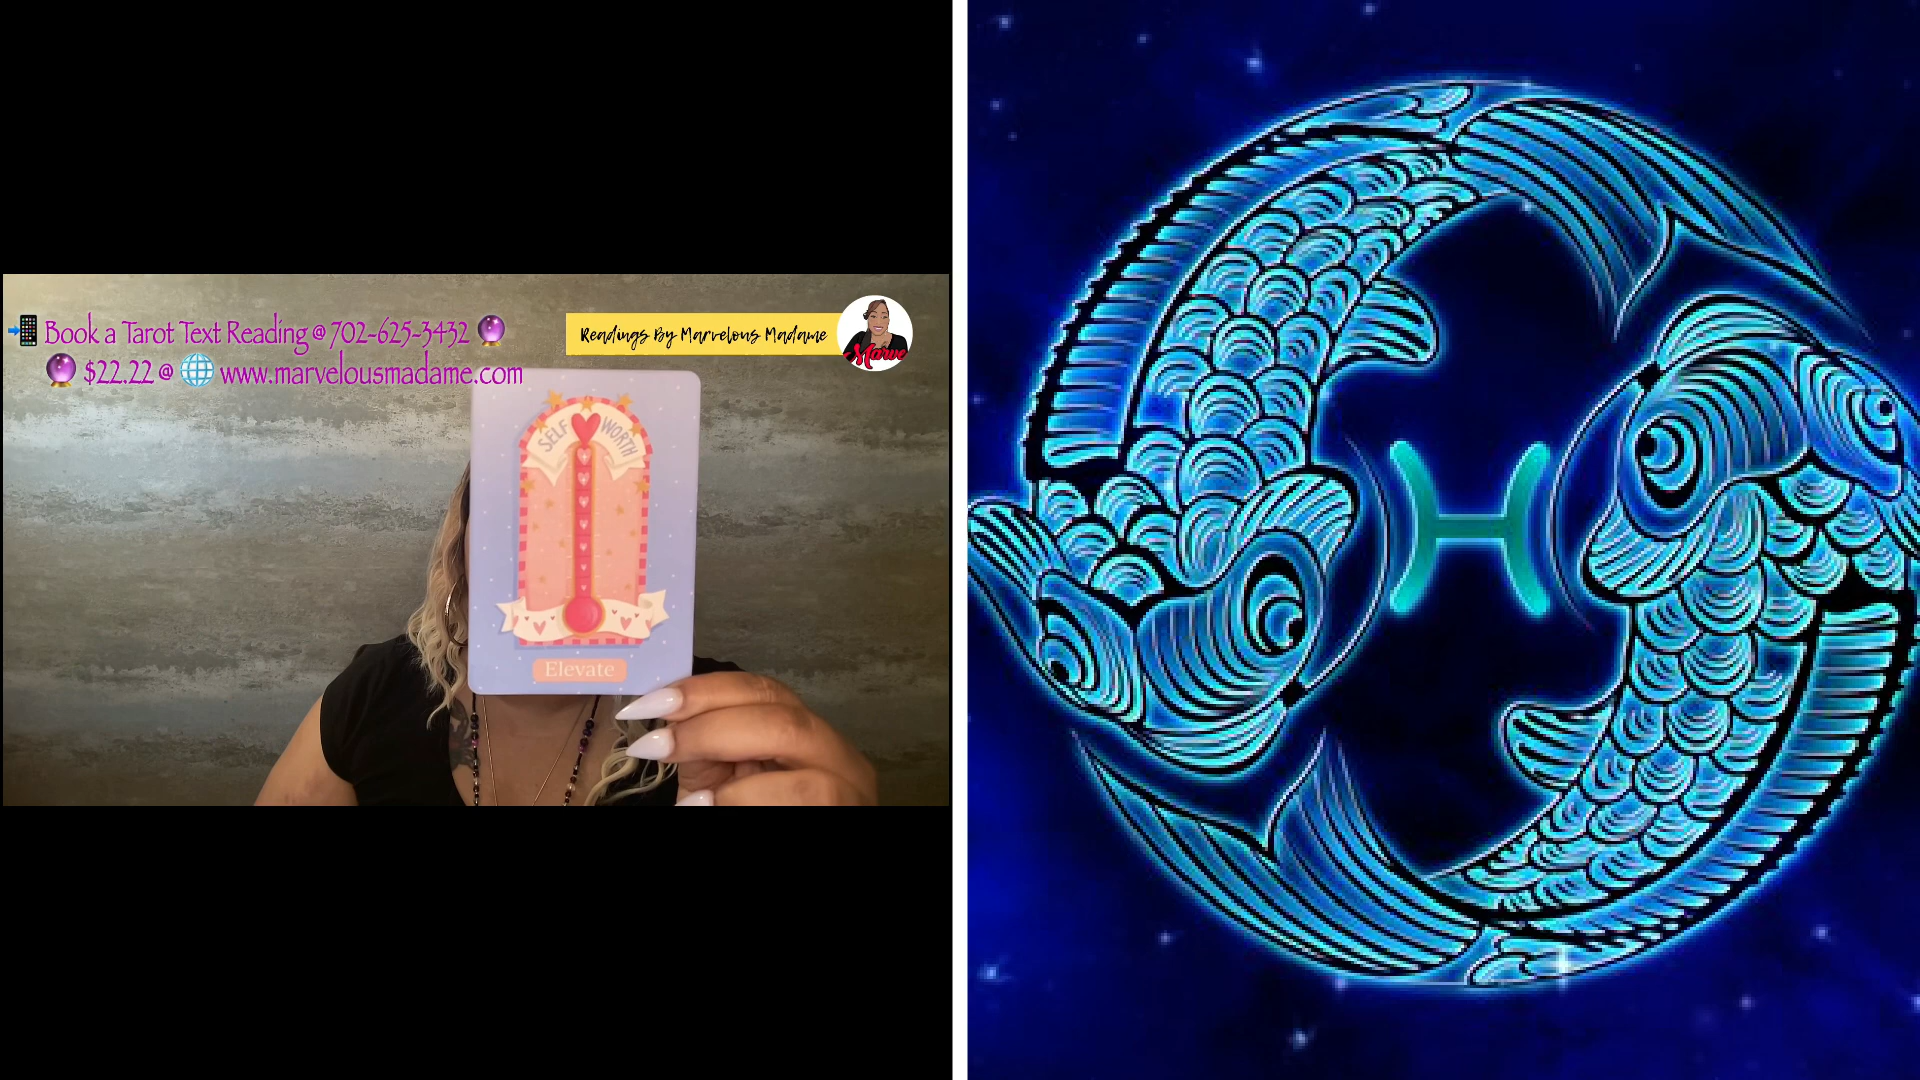 📲 Book a Tarot Text Reading @ 702-625-3432 🔮
🔮 $22.22 @ 🌐 www.marvelousmadame.com
Readings By Marvelous Madame
Marve
SELF WORTH
Elevate